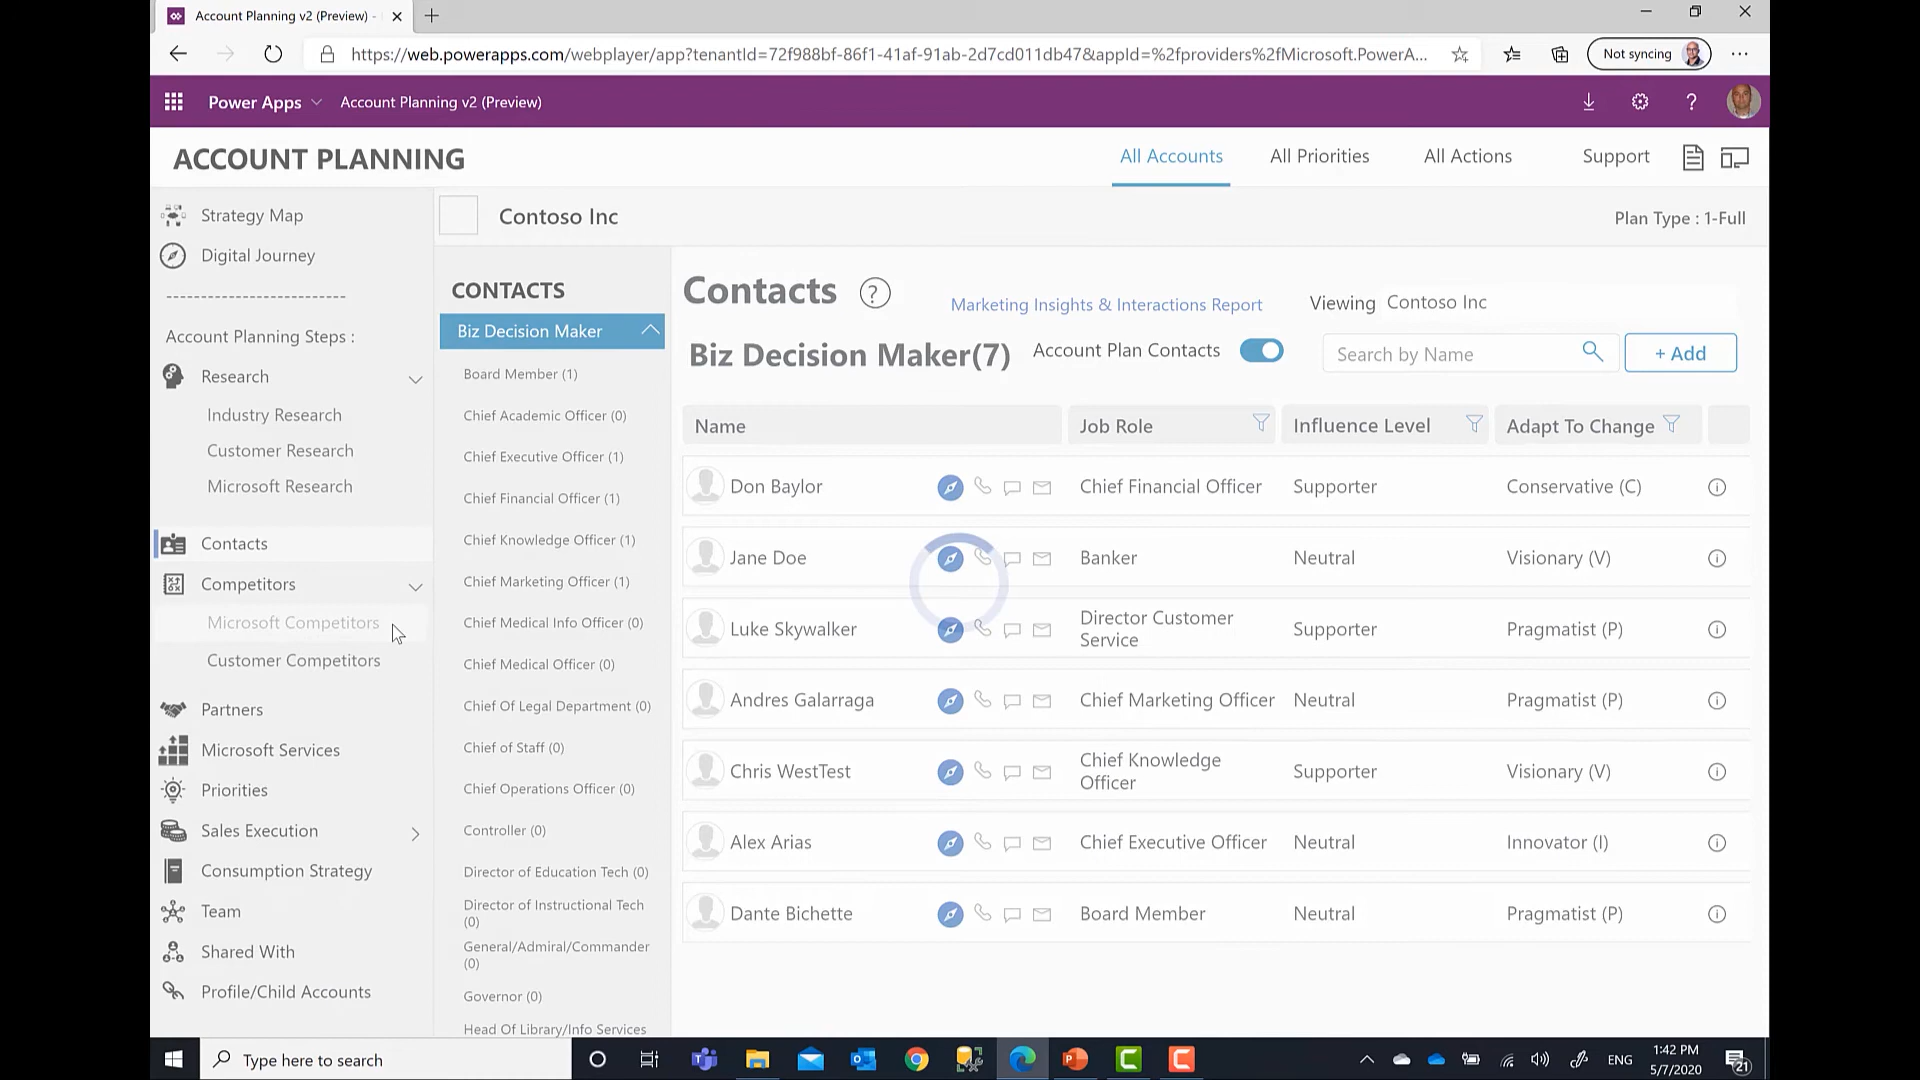 Account Planning v2 (Preview) -
https://web.powerapps.com/webplayer/app?tenantId=72f988bf-86f1-41af-91ab-2d7cd011db47&appId=%2fproviders%2fMicrosoft.PowerA...
Not syncing
Power Apps
Account Planning v2 (Preview)
?
ACCOUNT PLANNING
All Accounts
All Priorities
All Actions
Support
Strategy Map
Digital Journey
--------------------------
Account Planning Steps :
Research
Industry Research
Customer Research
Microsoft Research
Contacts
Competitors
Microsoft Competitors
Customer Competitors
Partners
Microsoft Services
Priorities
Sales Execution
Consumption Strategy
Team
Shared With
Profile/Child Accounts
Contoso Inc
Plan Type : 1-Full
CONTACTS
Biz Decision Maker
Board Member (1)
Chief Academic Officer (0)
Chief Executive Officer (1)
Chief Financial Officer (1)
Chief Knowledge Officer (1)
Chief Marketing Officer (1)
Chief Medical Info Officer (0)
Chief Medical Officer (0)
Chief Of Legal Department (0)
Chief of Staff (0)
Chief Operations Officer (0)
Controller (0)
Director of Education Tech (0)
Director of Instructional Tech
(0)
General/Admiral/Commander
(0)
Governor (0)
Head Of Library/Info Services
Contacts
?
Marketing Insights & Interactions Report
Viewing Contoso Inc
Biz Decision Maker(7)
Account Plan Contacts
Search by Name
+ Add
Name Job Role Influence Level Adapt To Change
Don Baylor Chief Financial Officer Supporter Conservative (C)
Jane Doe Banker Neutral Visionary (V)
Luke Skywalker Director Customer
Service Supporter Pragmatist (P)
Andres Galarraga Chief Marketing Officer Neutral Pragmatist (P)
Chris WestTest Chief Knowledge
Officer Supporter Visionary (V)
Alex Arias Chief Executive Officer Neutral Innovator (I)
Dante Bichette Board Member Neutral Pragmatist (P)
Type here to search
ENG
1:42 PM
5/7/2020
21